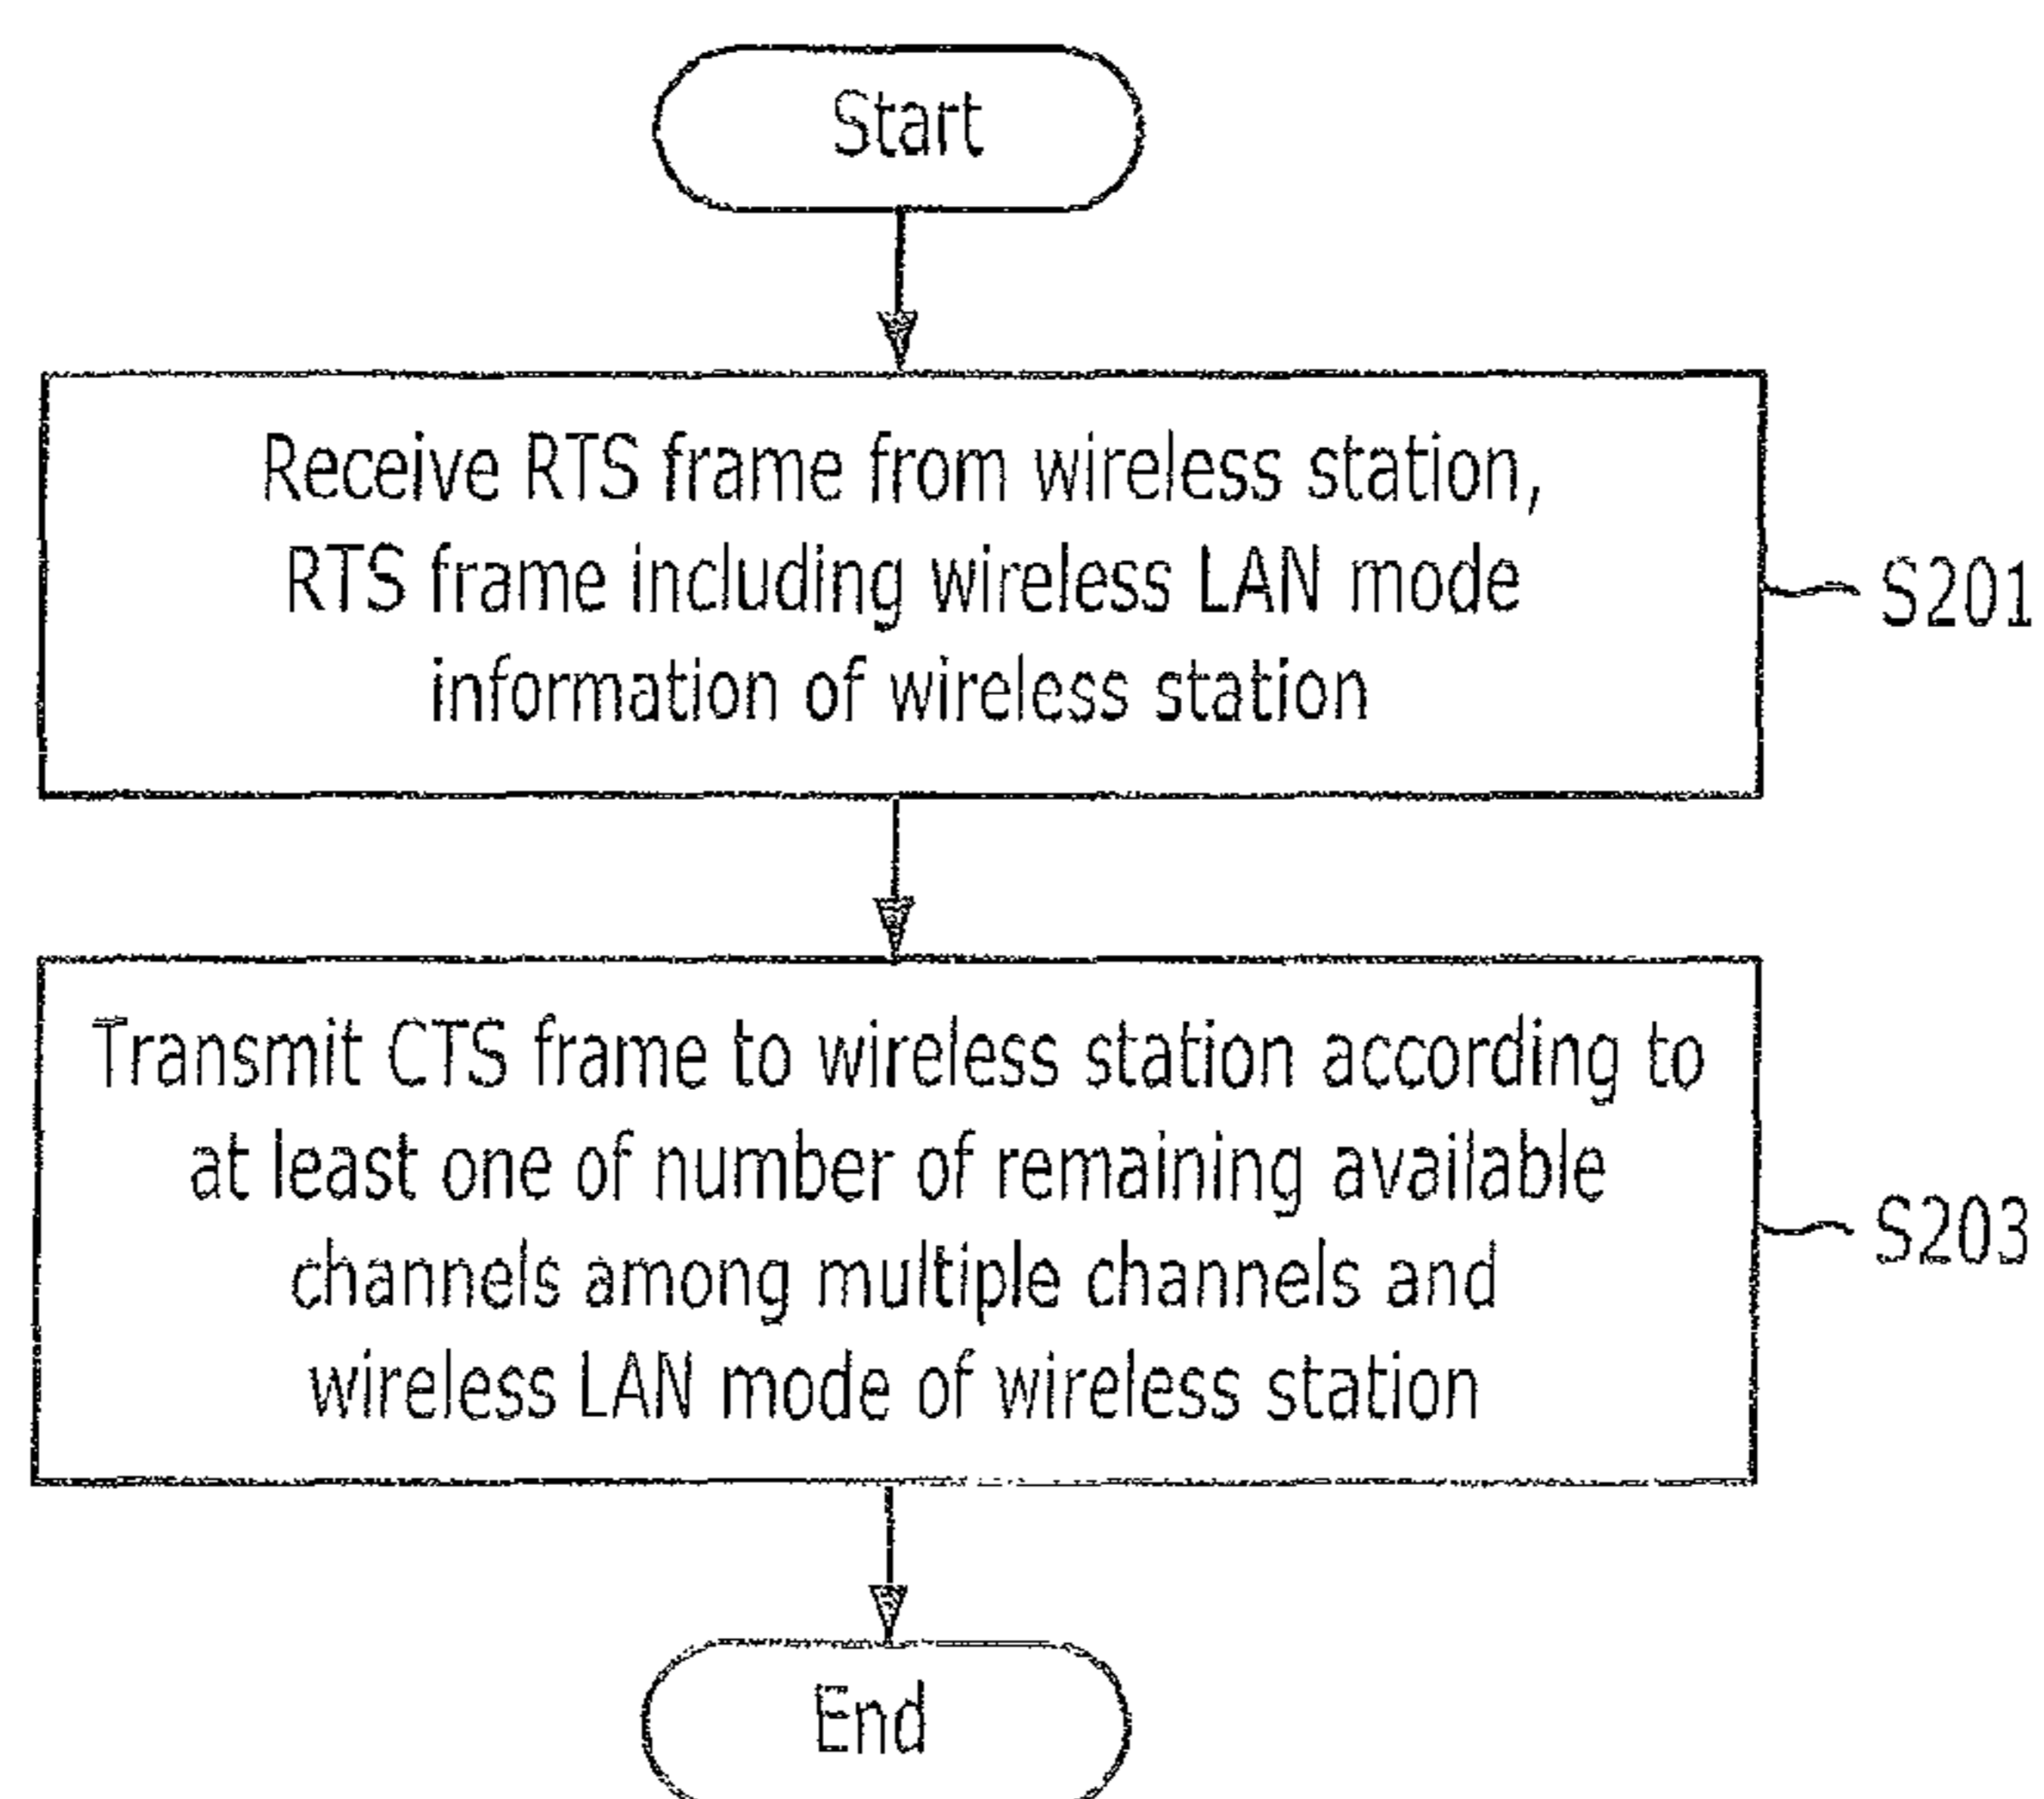 Start
Receive RTS frame from wireless station,
RTS frame including wireless LAN mode
information of wireless station
S201
Transmit CTS frame to wireless station according to
at least one of number of remaining available
channels among multiple channels and
wireless LAN mode of wireless station
S203
End